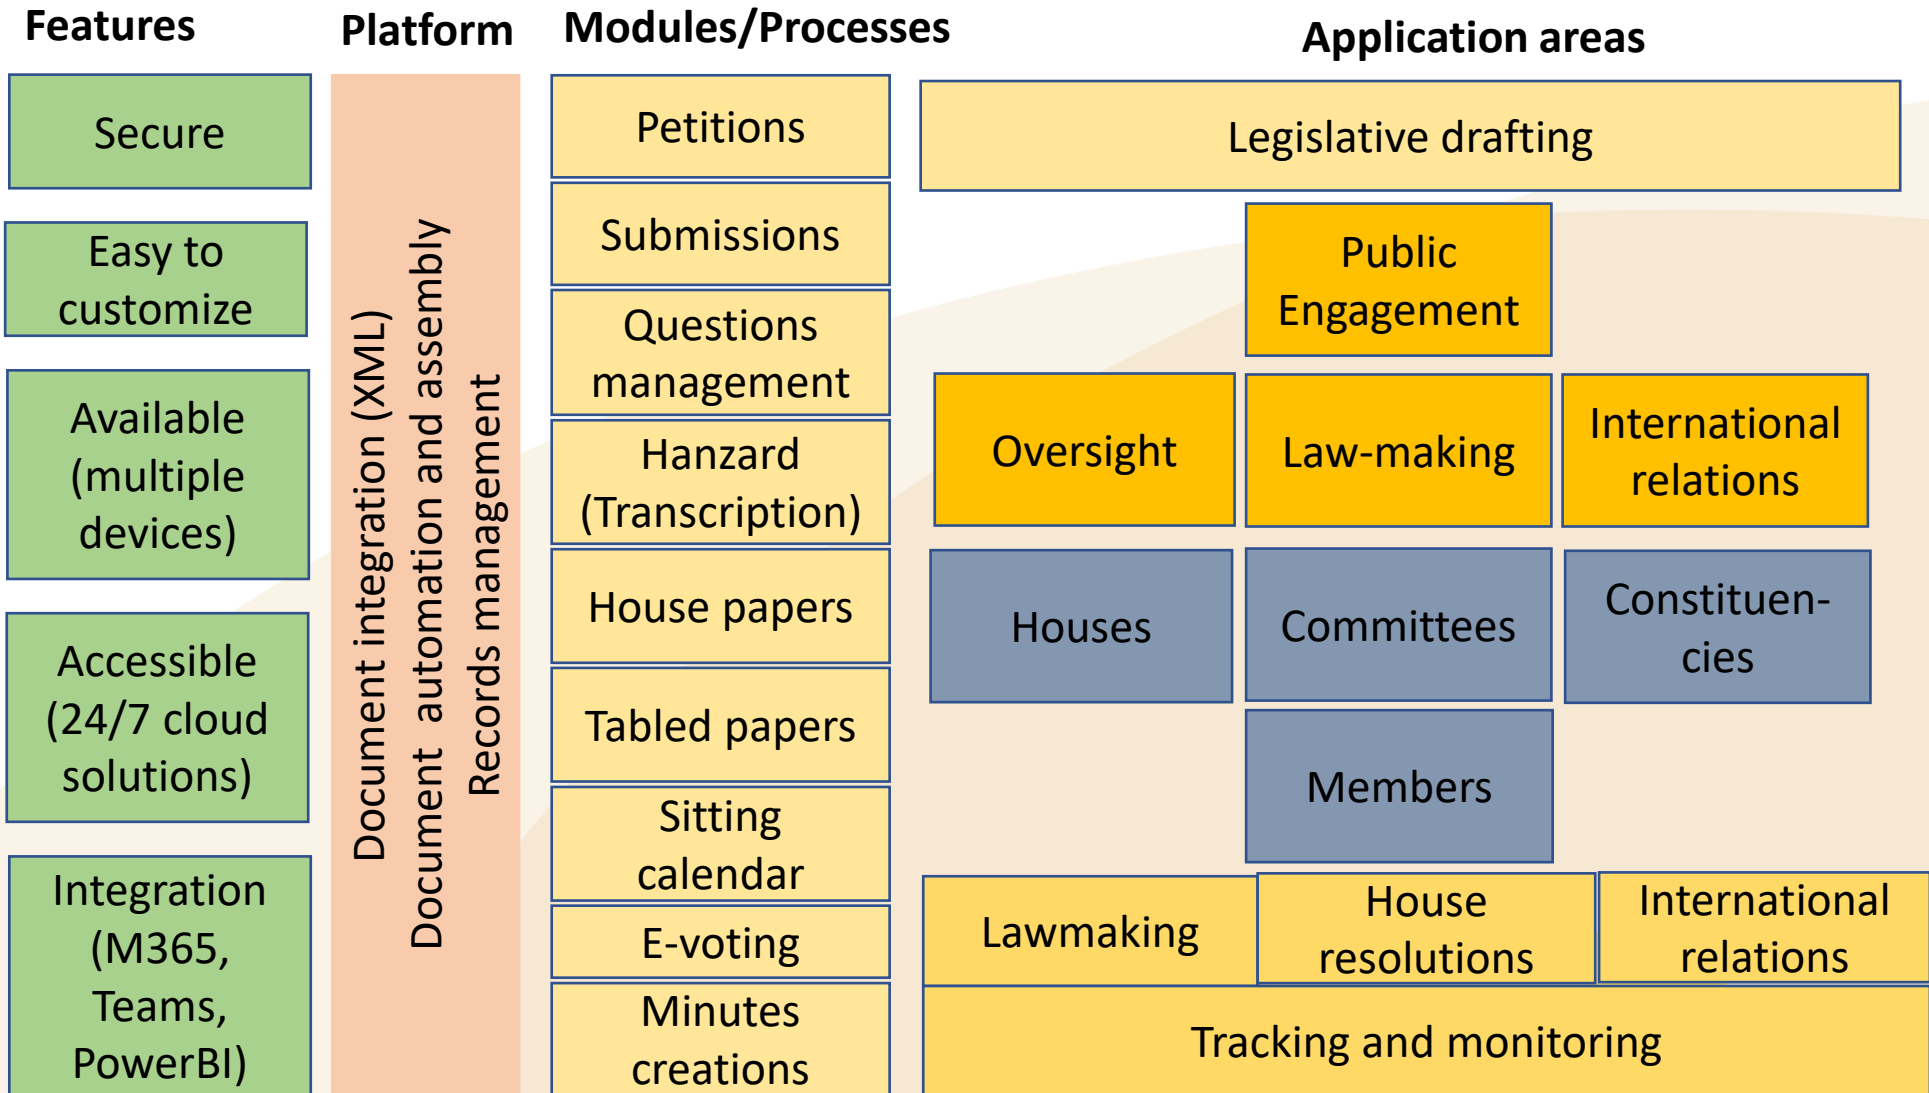 Features
Platform
Modules/Processes
Application areas
Secure
Easy to
customize
Available
(multiple
devices)
Accessible
(24/7 cloud
solutions)
Integration
(M365,
Teams,
PowerBI)
Document integration (XML)
Document automation and assembly
Records management
Petitions
Submissions
Questions
management
Hanzard
(Transcription)
House papers
Tabled papers
Sitting
calendar
E-voting
Minutes
creations
Legislative drafting
Public
Engagement
Oversight
Law-making
International
relations
Houses
Committees
Constituen-
cies
Members
Lawmaking
House
resolutions
International
relations
Tracking and monitoring